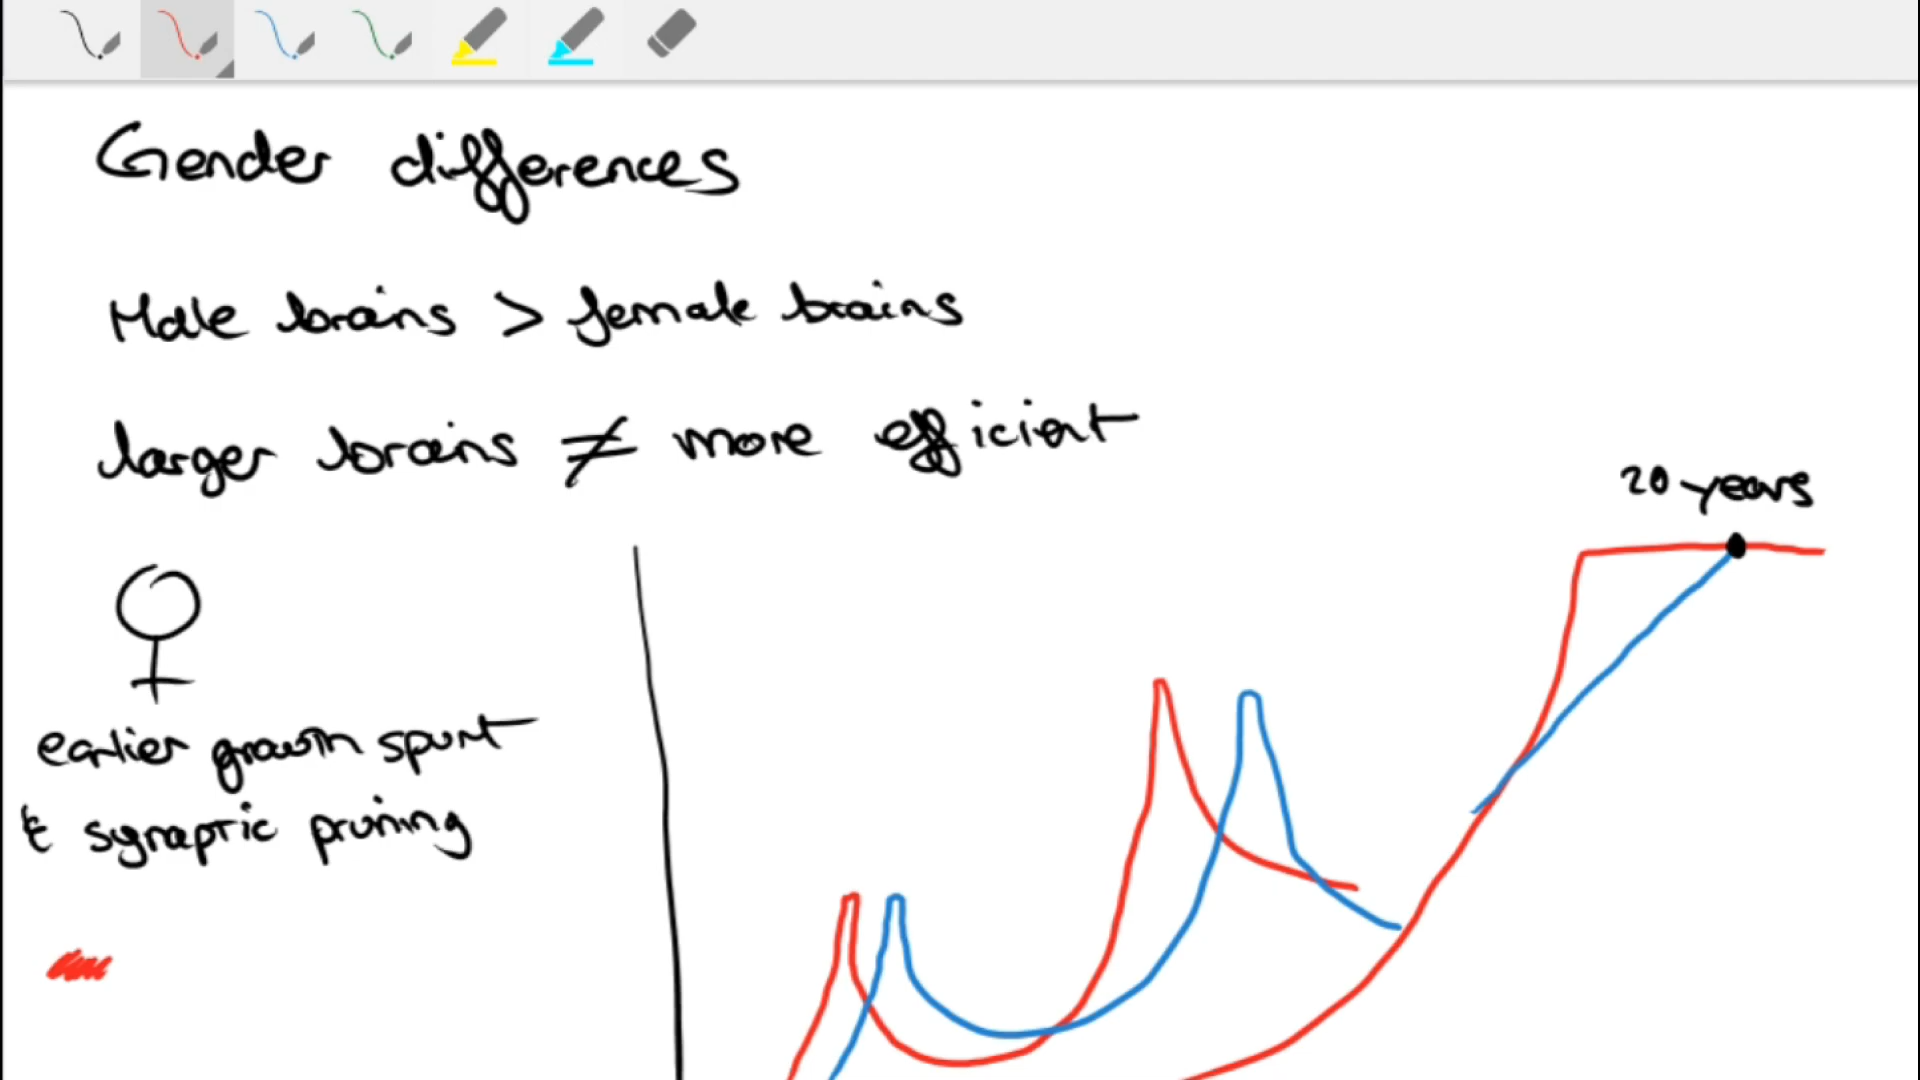 Gender differences
Male brains > female brains
larger brains ≠ more efficient
20 years
♀
earlier growth spurt
& synaptic pruning